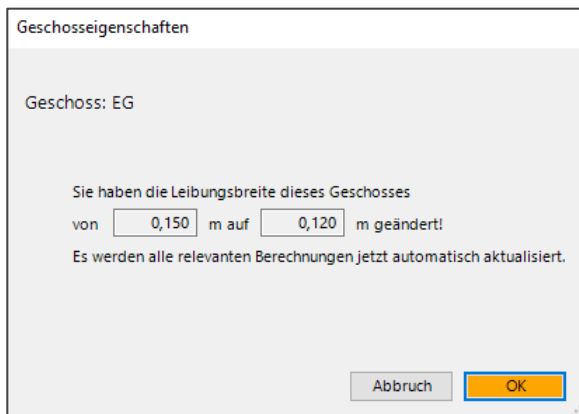 Geschosseigenschaften
Geschoss: EG
Sie haben die Leibungsbreite dieses Geschosses
von 0,150 m auf 0,120 m geändert!
Es werden alle relevanten Berechnungen jetzt automatisch aktualisiert.
Abbruch OK